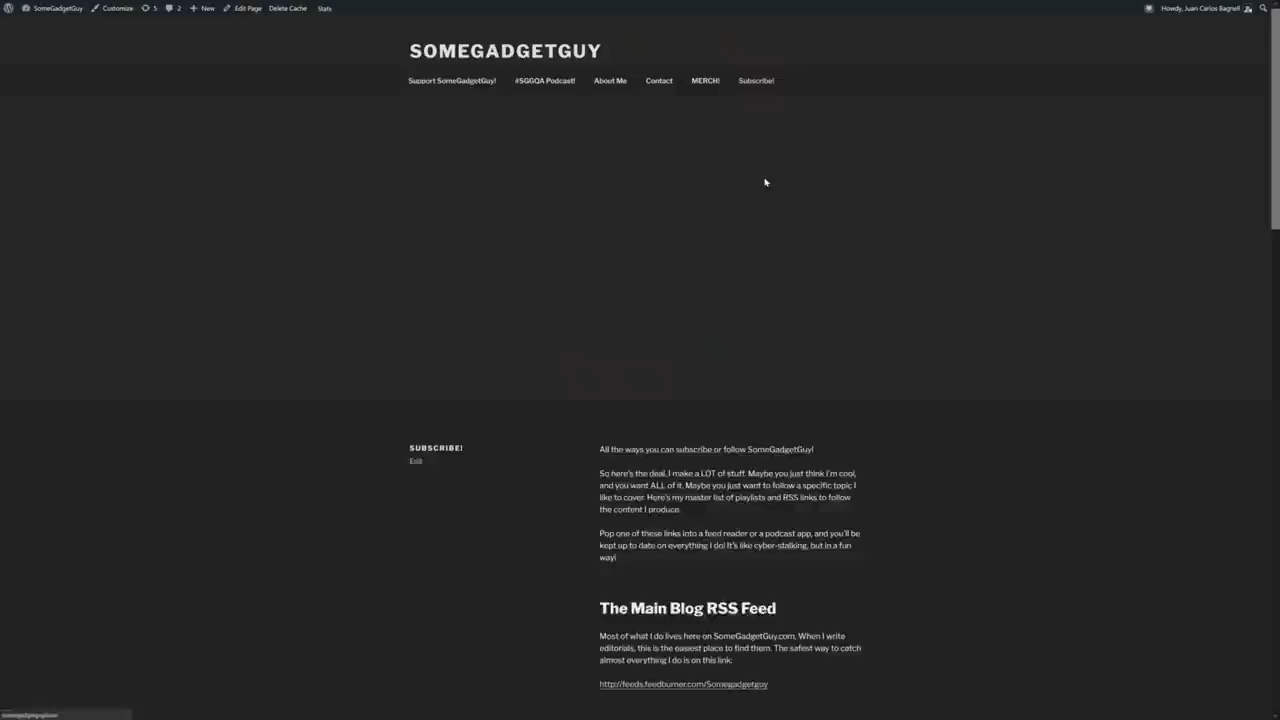 SomeGadgetGuy Customize 5 2 New Edit Page Delete Cache Stats Howdy, Juan Carlos Bagnell
SOMEGADGETGUY
Support SomeGadgetGuy! #SGGQA Podcast! About Me Contact MERCH! Subscribe!
SUBSCRIBE!
Edit
All the ways you can subscribe or follow SomeGadgetGuy!
So here's the deal. I make a LOT of stuff. Maybe you just think I'm cool,
and you want ALL of it. Maybe you just want to follow a specific topic I
like to cover. Here's my master list of playlists and RSS links to follow
the content I produce.
Pop one of these links into a feed reader or a podcast app, and you'll be
kept up to date on everything I do! It's like cyber-stalking, but in a fun
way!
The Main Blog RSS Feed
Most of what I do lives here on SomeGadgetGuy.com. When I write
editorials, this is the easiest place to find them. The safest way to catch
almost everything I do is on this link:
http://feeds.feedburner.com/Somegadgetguy